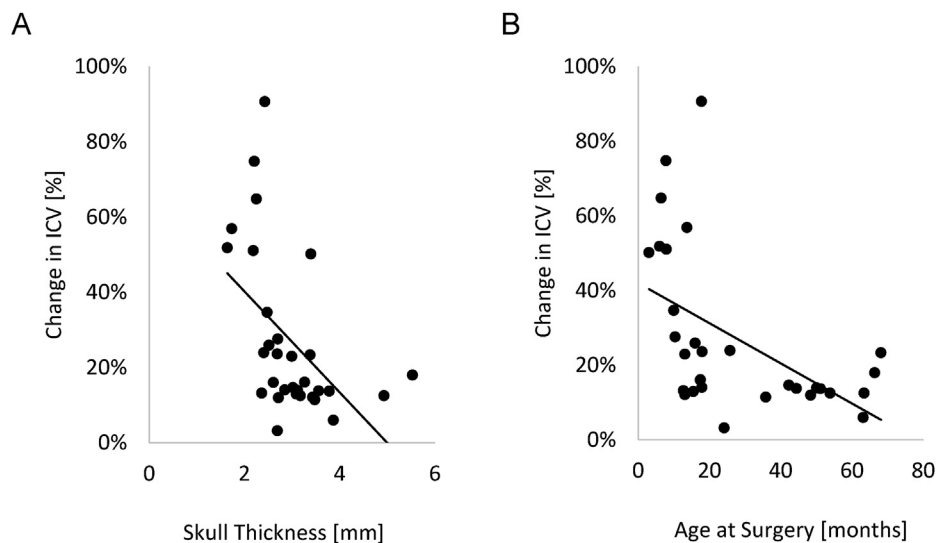 A
Change in ICV [%]
100%
80%
60%
40%
20%
0%
0 2 4 6
Skull Thickness [mm]
B
Change in ICV [%]
100%
80%
60%
40%
20%
0%
0 20 40 60 80
Age at Surgery [months]